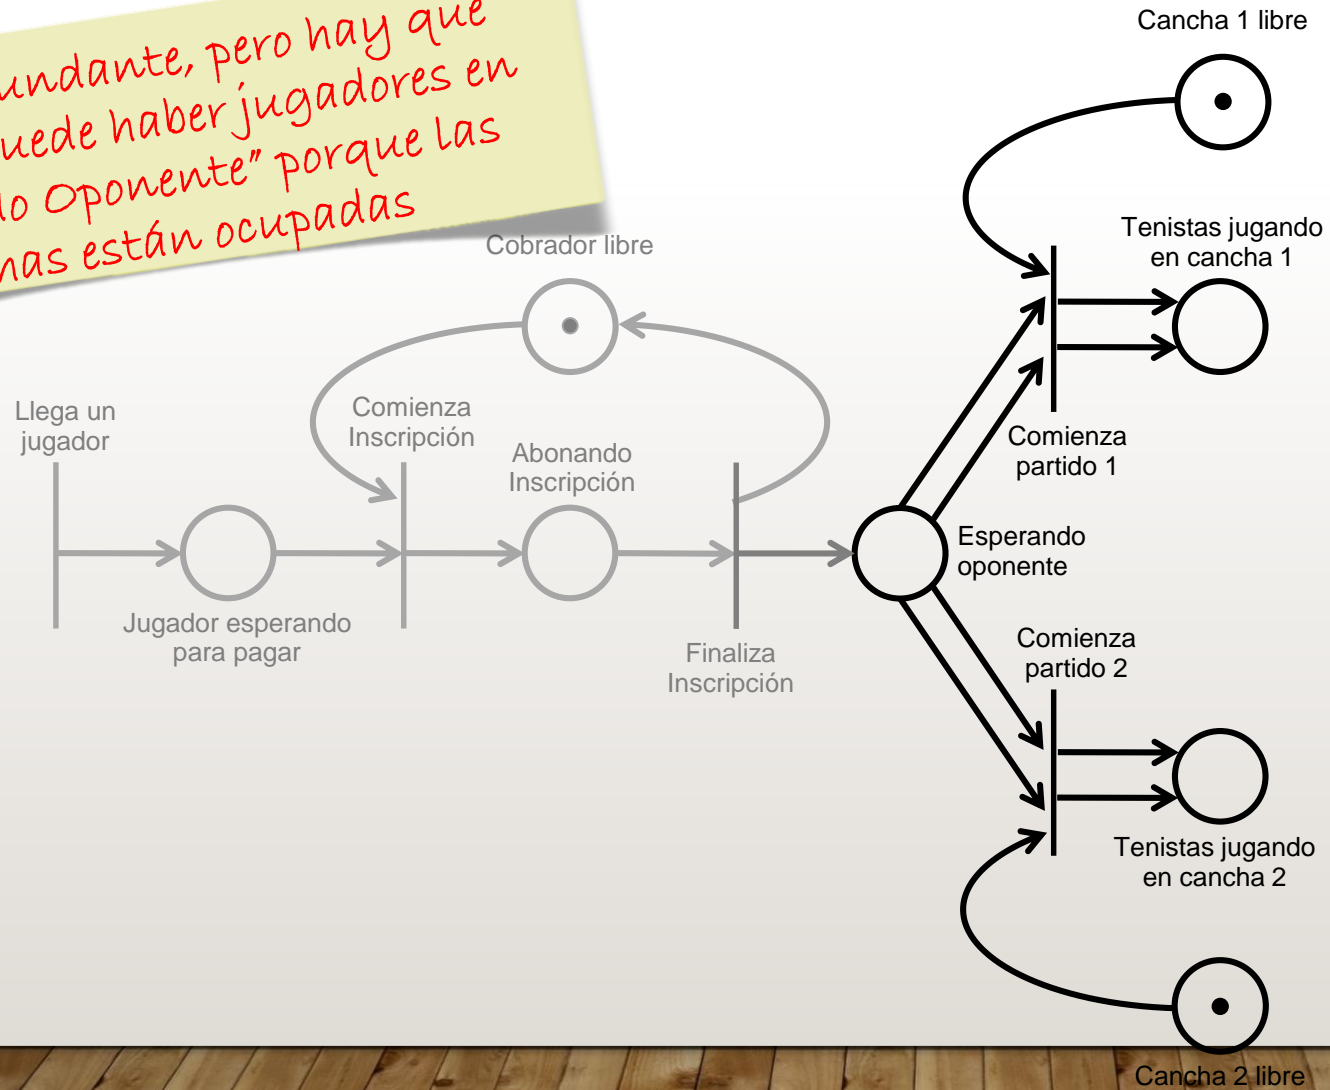 pero hay que
uede haber jugadores en
Oponente" porque las
están ocupadas
Cancha 1 libre
Tenistas jugando
en cancha 1
Cobrador libre
Llega un
jugador
Comienza
Inscripción
Abonando
Inscripción
Comienza
partido 1
Esperando
oponente
Jugador esperando
para pagar
Finaliza
Inscripción
Comienza
partido 2
Tenistas jugando
en cancha 2
Cancha 2 libre